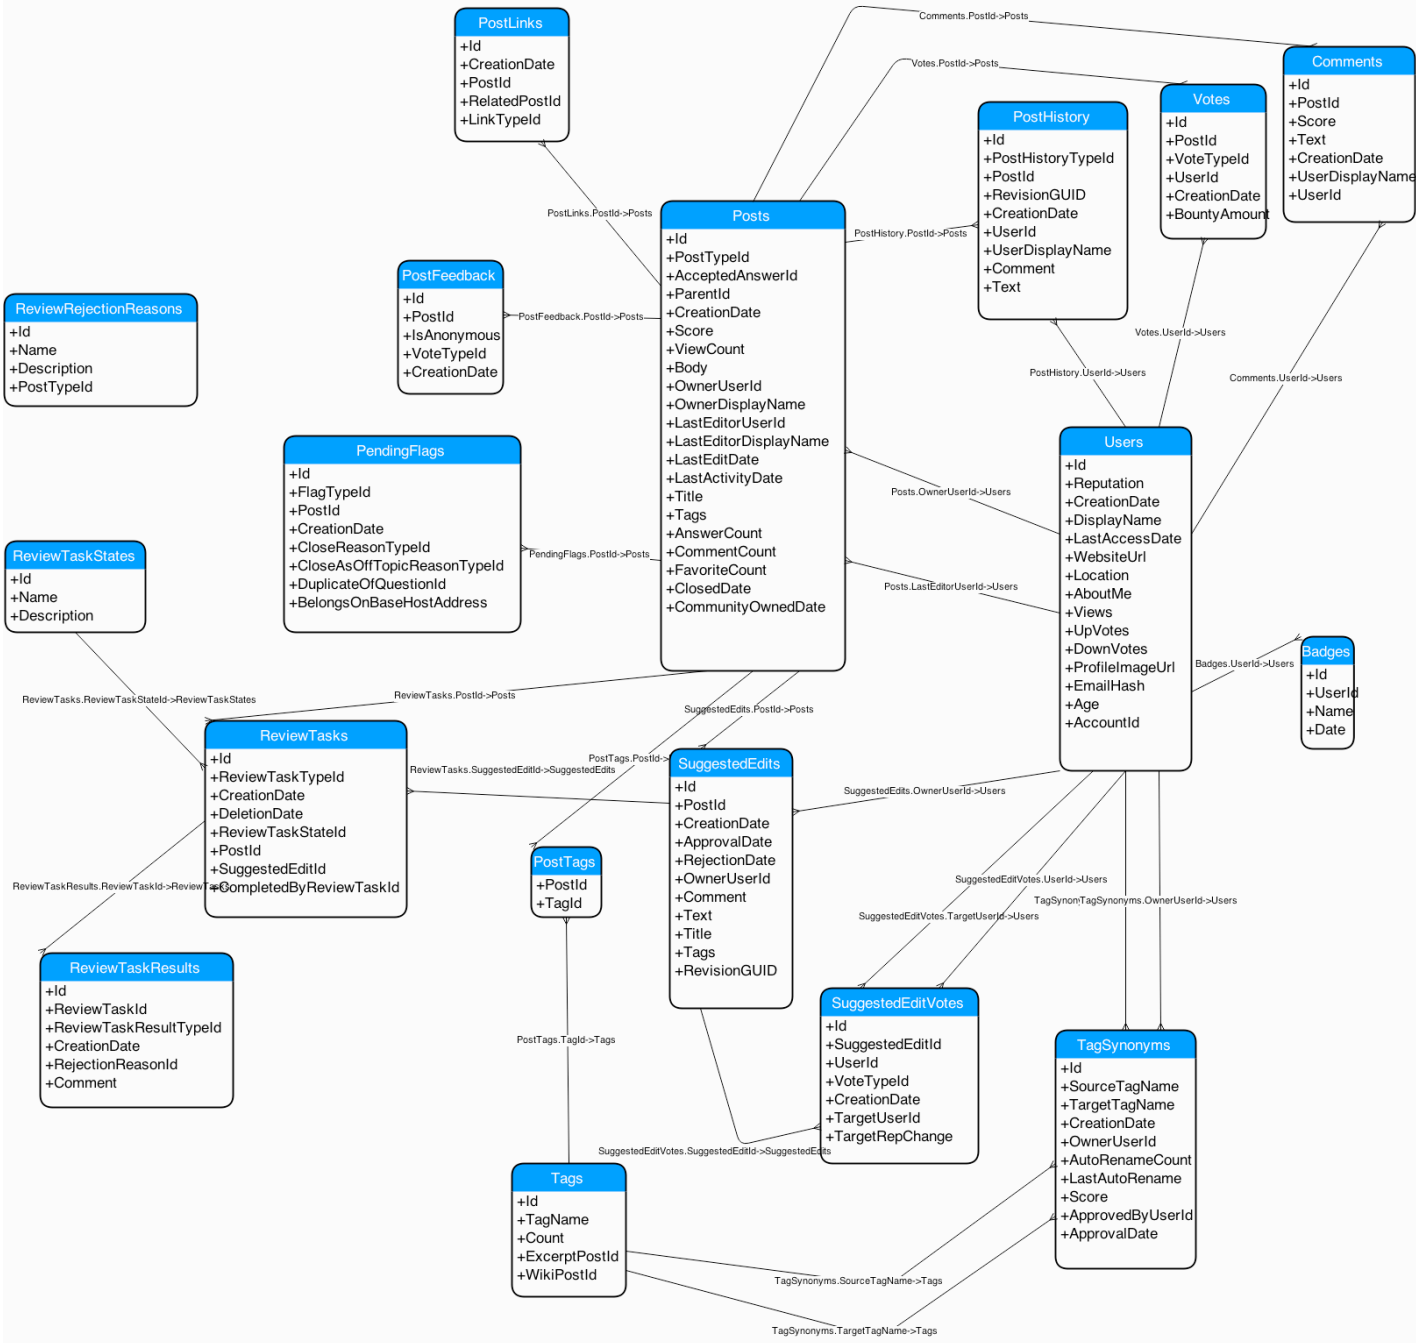 PostLinks
+Id
+CreationDate
+PostId
+RelatedPostId
+LinkTypeId
Comments.PostId->Posts
Votes.PostId->Posts
Comments
+Id
+PostId
+Score
+Text
+CreationDate
+UserDisplayName
+UserId
Votes
+Id
+PostId
+VoteTypeId
+UserId
+CreationDate
+BountyAmount
PostHistory
+Id
+PostHistoryTypeId
+PostId
+RevisionGUID
+CreationDate
+UserId
+UserDisplayName
+Comment
+Text
PostLinks.PostId->Posts
PostHistory.PostId->Posts
Posts
+Id
+PostTypeId
+AcceptedAnswerId
+ParentId
+CreationDate
+Score
+ViewCount
+Body
+OwnerUserId
+OwnerDisplayName
+LastEditorUserId
+LastEditorDisplayName
+LastEditDate
+LastActivityDate
+Title
+Tags
+AnswerCount
+CommentCount
+FavoriteCount
+ClosedDate
+CommunityOwnedDate
PostFeedback
+Id
+PostId
+IsAnonymous
+VoteTypeId
+CreationDate
PostFeedback.PostId->Posts
ReviewRejectionReasons
+Id
+Name
+Description
+PostTypeId
Votes.UserId->Users
PostHistory.UserId->Users
Comments.UserId->Users
PendingFlags
+Id
+FlagTypeId
+PostId
+CreationDate
+CloseReasonTypeId
+CloseAsOffTopicReasonTypeId
+DuplicateOfQuestionId
+BelongsOnBaseHostAddress
PendingFlags.PostId->Posts
Users
+Id
+Reputation
+CreationDate
+DisplayName
+LastAccessDate
+WebsiteUrl
+Location
+AboutMe
+Views
+UpVotes
+DownVotes
+ProfileImageUrl
+EmailHash
+Age
+AccountId
Posts.OwnerUserId->Users
Posts.LastEditorUserId->Users
ReviewTaskStates
+Id
+Name
+Description
Badges.UserId->Users
Badges
+Id
+UserId
+Name
+Date
ReviewTasks.ReviewTaskStateId->ReviewTaskStates
ReviewTasks.PostId->Posts
SuggestedEdits.PostId->Posts
PostTags.PostId->
ReviewTasks.SuggestedEditId->SuggestedEdits
ReviewTasks
+Id
+ReviewTaskTypeId
+CreationDate
+DeletionDate
+ReviewTaskStateId
+PostId
+SuggestedEditId
+CompletedByReviewTaskId
SuggestedEdits
+Id
+PostId
+CreationDate
+ApprovalDate
+RejectionDate
+OwnerUserId
+Comment
+Text
+Title
+Tags
+RevisionGUID
SuggestedEdits.OwnerUserId->Users
PostTags
+PostId
+TagId
ReviewTaskResults.ReviewTaskId->ReviewTasks
SuggestedEditVotes.UserId->Users
SuggestedEditVotes.TargetUserId->Users
TagSynonyms.OwnerUserId->Users
ReviewTaskResults
+Id
+ReviewTaskId
+ReviewTaskResultTypeId
+CreationDate
+RejectionReasonId
+Comment
SuggestedEditVotes
+Id
+SuggestedEditId
+UserId
+VoteTypeId
+CreationDate
+TargetUserId
+TargetRepChange
PostTags.TagId->Tags
TagSynonyms
+Id
+SourceTagName
+TargetTagName
+CreationDate
+OwnerUserId
+AutoRenameCount
+LastAutoRename
+Score
+ApprovedByUserId
+ApprovalDate
SuggestedEditVotes.SuggestedEditId->SuggestedEdits
Tags
+Id
+TagName
+Count
+ExcerptPostId
+WikiPostId
TagSynonyms.SourceTagName->Tags
TagSynonyms.TargetTagName->Tags